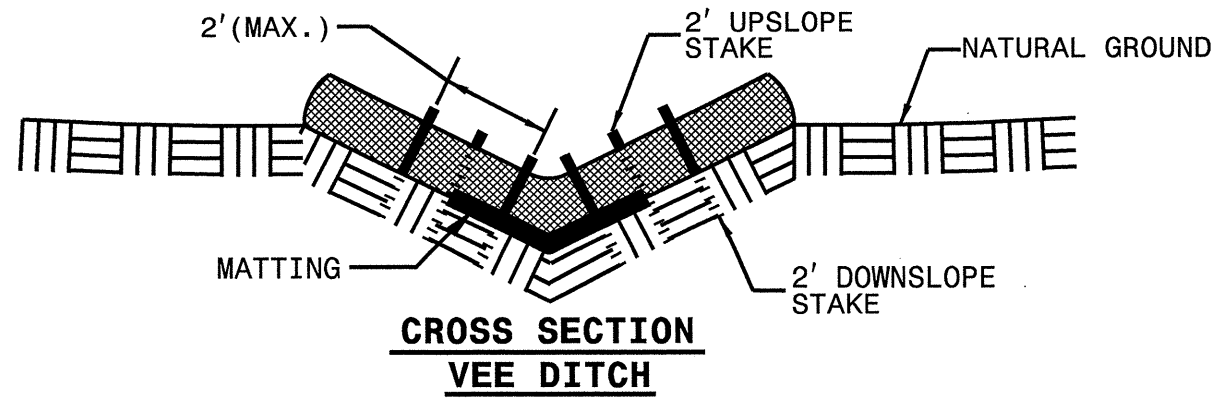 2'(MAX.)
2' UPSLOPE
STAKE
NATURAL GROUND
MATTING
2' DOWNSLOPE
STAKE
CROSS SECTION
VEE DITCH